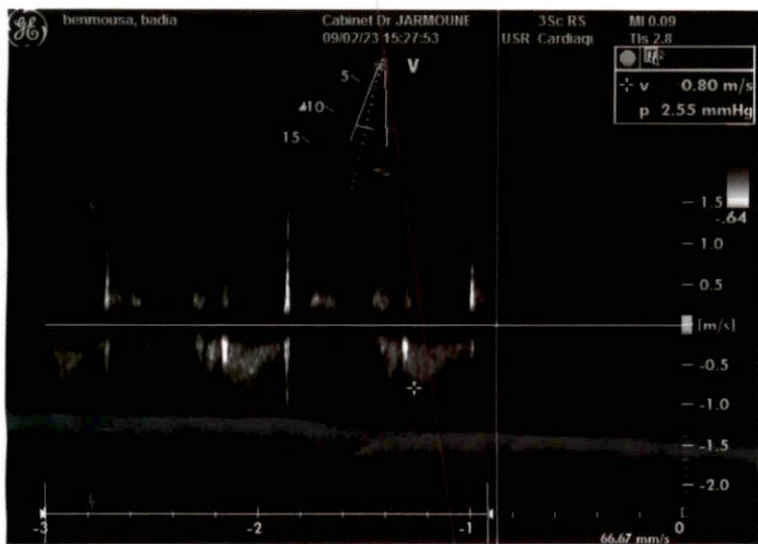 GE
benmousa, badia
Cabinet Dr JARMOUNE
3Sc RS
MI 0.09
09/02/23 15:27:53
USR Cardiaqi
TIs 2.8
V
5
10
15
v 0.80 m/s
p 2.55 mmHg
1.5
-.64
1.0
0.5
[m/s]
-0.5
-1.0
-1.5
-2.0
-3
-2
-1
0
66.67 mm/s